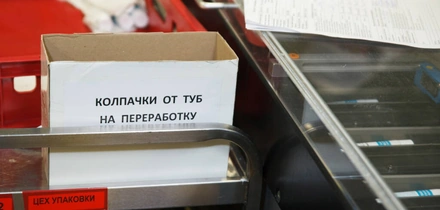 КОЛПАЧКИ ОТ ТУБ
НА ПЕРЕРАБОТКУ
ЦЕХ УПАКОВКИ